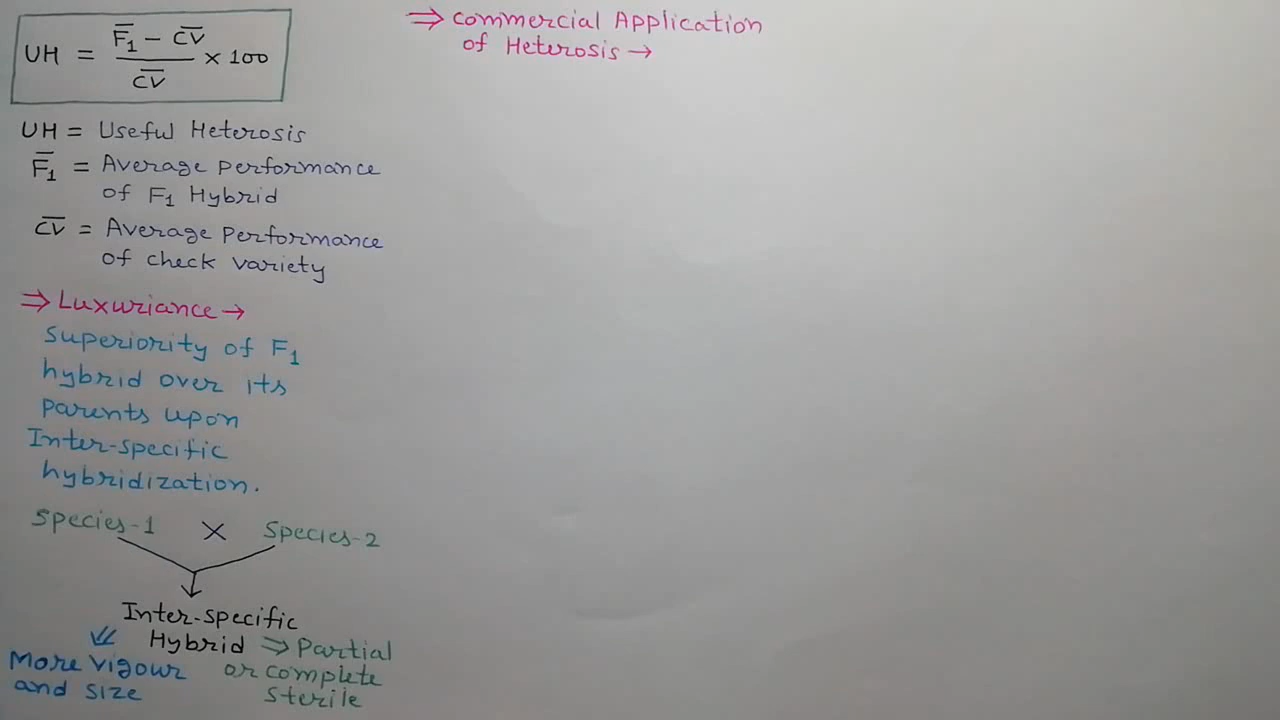 UH = F̅₁ - C̅V̅ / C̅V̅ × 100
UH = Useful Heterosis
F̅₁ = Average performance
of F₁ Hybrid
C̅V̅ = Average performance
of check variety
⇒ Luxuriance →
Superiority of F₁
hybrid over its
parents upon
Inter-specific
hybridization.
Species-1 × Species-2
Inter-specific
Hybrid ⇒ Partial
or complete
sterile
More vigour
and size
⇒ Commercial Application
of Heterosis →